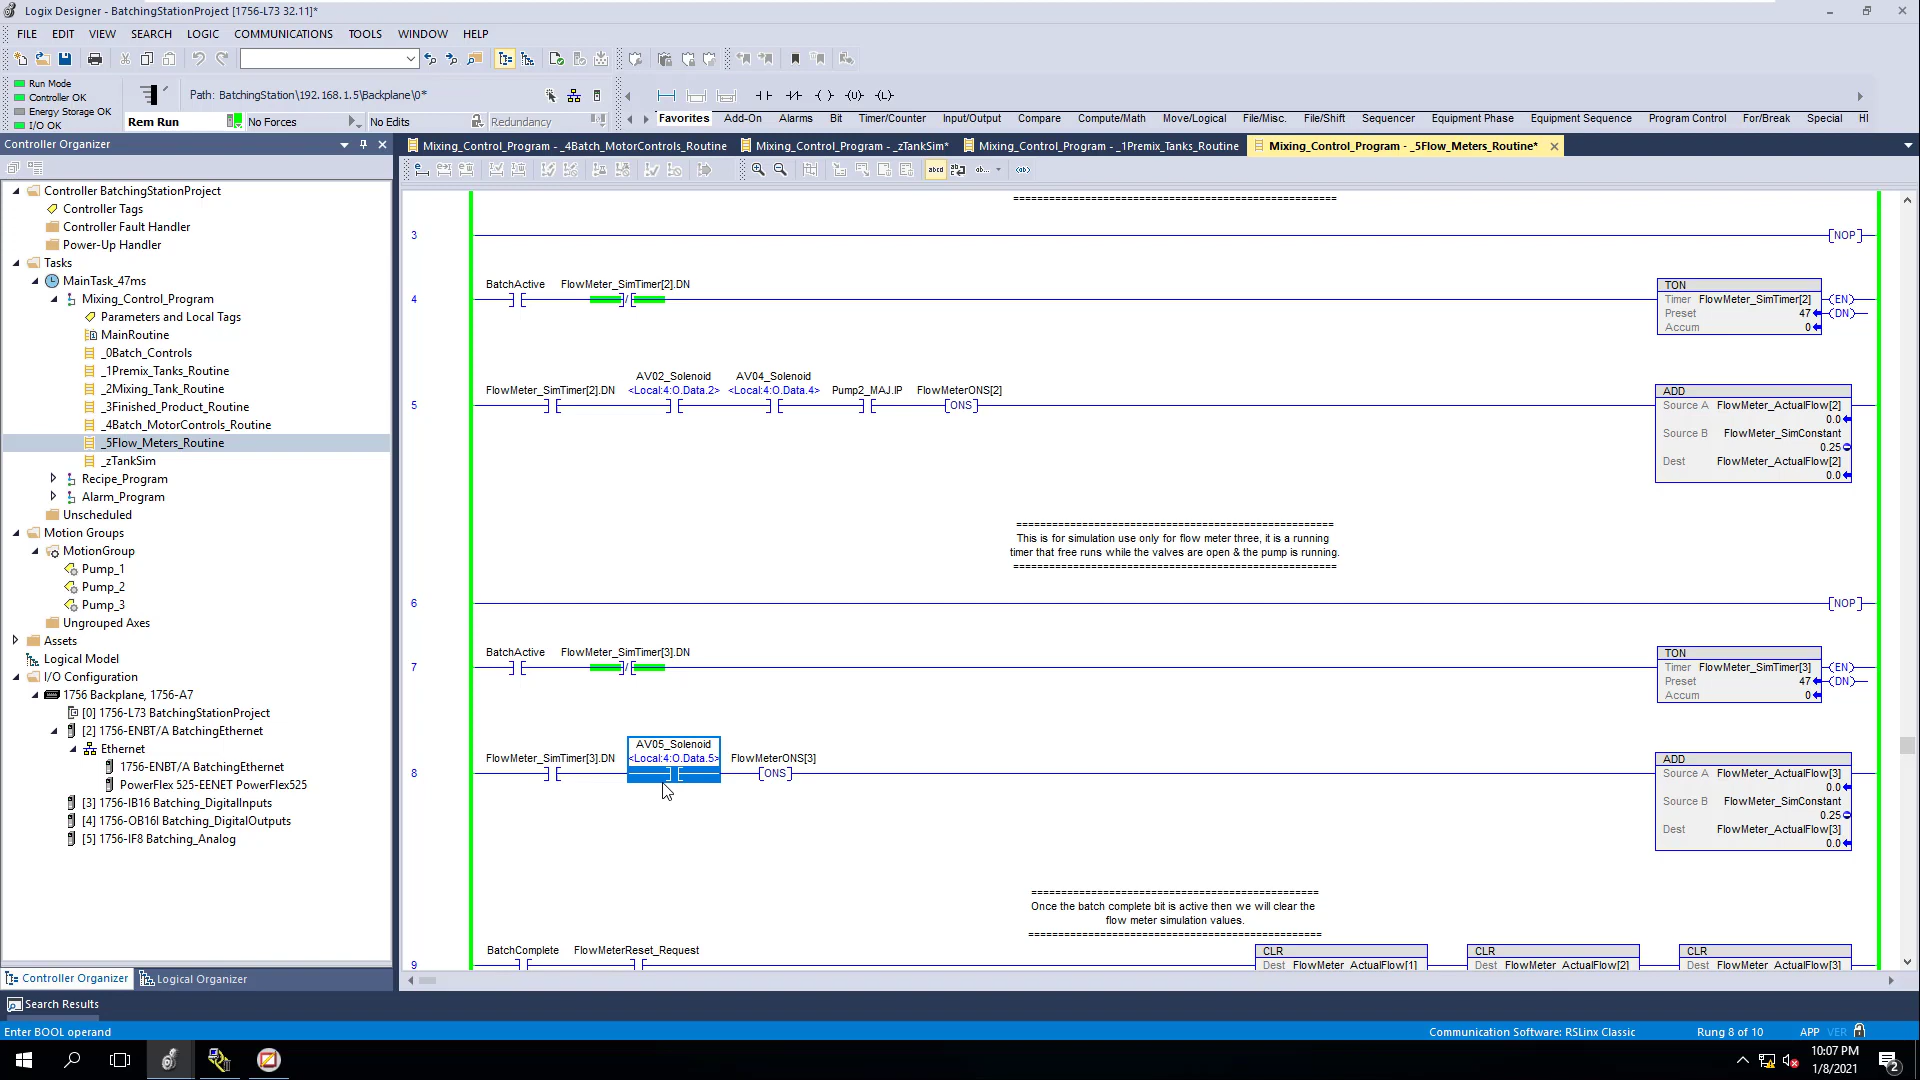 Logix Designer - BatchingStationProject [1756-L73 32.11]*
FILE EDIT VIEW SEARCH LOGIC COMMUNICATIONS TOOLS WINDOW HELP
Run Mode
Controller OK
Energy Storage OK
I/O OK
Path: BatchingStation\192.168.1.5\Backplane\0*
Rem Run No Forces No Edits Redundancy
Favorites Add-On Alarms Bit Timer/Counter Input/Output Compare Compute/Math Move/Logical File/Misc. File/Shift Sequencer Equipment Phase Equipment Sequence Program Control For/Break Special HI
Controller Organizer
Mixing_Control_Program - _4Batch_MotorControls_Routine
Mixing_Control_Program - _zTankSim*
Mixing_Control_Program - _1Premix_Tanks_Routine
Mixing_Control_Program - _5Flow_Meters_Routine*
Controller BatchingStationProject
Controller Tags
Controller Fault Handler
Power-Up Handler
Tasks
MainTask_47ms
Mixing_Control_Program
Parameters and Local Tags
MainRoutine
_0Batch_Controls
_1Premix_Tanks_Routine
_2Mixing_Tank_Routine
_3Finished_Product_Routine
_4Batch_MotorControls_Routine
_5Flow_Meters_Routine
_zTankSim
Recipe_Program
Alarm_Program
Unscheduled
Motion Groups
MotionGroup
Pump_1
Pump_2
Pump_3
Ungrouped Axes
Assets
Logical Model
I/O Configuration
1756 Backplane, 1756-A7
[0] 1756-L73 BatchingStationProject
[2] 1756-ENBT/A BatchingEthernet
Ethernet
1756-ENBT/A BatchingEthernet
PowerFlex 525-EENET PowerFlex525
[3] 1756-IB16 Batching_DigitalInputs
[4] 1756-OB16I Batching_DigitalOutputs
[5] 1756-IF8 Batching_Analog
Controller Organizer Logical Organizer
==================================================
3 NOP
BatchActive FlowMeter_SimTimer[2].DN
4
TON
Timer FlowMeter_SimTimer[2] EN
Preset 47 DN
Accum 0
AV02_Solenoid AV04_Solenoid
FlowMeter_SimTimer[2].DN <Local:4:O.Data.2> <Local:4:O.Data.4> Pump2_MAJ.IP FlowMeterONS[2]
5 ONS
ADD
Source A FlowMeter_ActualFlow[2]
0.0
Source B FlowMeter_SimConstant
0.25
Dest FlowMeter_ActualFlow[2]
0.0
==================================================
This is for simulation use only for flow meter three, it is a running
timer that free runs while the valves are open & the pump is running.
==================================================
6 NOP
BatchActive FlowMeter_SimTimer[3].DN
7
TON
Timer FlowMeter_SimTimer[3] EN
Preset 47 DN
Accum 0
AV05_Solenoid
FlowMeter_SimTimer[3].DN <Local:4:O.Data.5> FlowMeterONS[3]
8 ONS
ADD
Source A FlowMeter_ActualFlow[3]
0.0
Source B FlowMeter_SimConstant
0.25
Dest FlowMeter_ActualFlow[3]
0.0
=============================================
Once the batch complete bit is active then we will clear the
flow meter simulation values.
=============================================
BatchComplete FlowMeterReset_Request
9
CLR
Dest FlowMeter_ActualFlow[1]
CLR
Dest FlowMeter_ActualFlow[2]
CLR
Dest FlowMeter_ActualFlow[3]
Search Results
Enter BOOL operand
Communication Software: RSLinx Classic Rung 8 of 10 APP VER
10:07 PM
1/8/2021
2